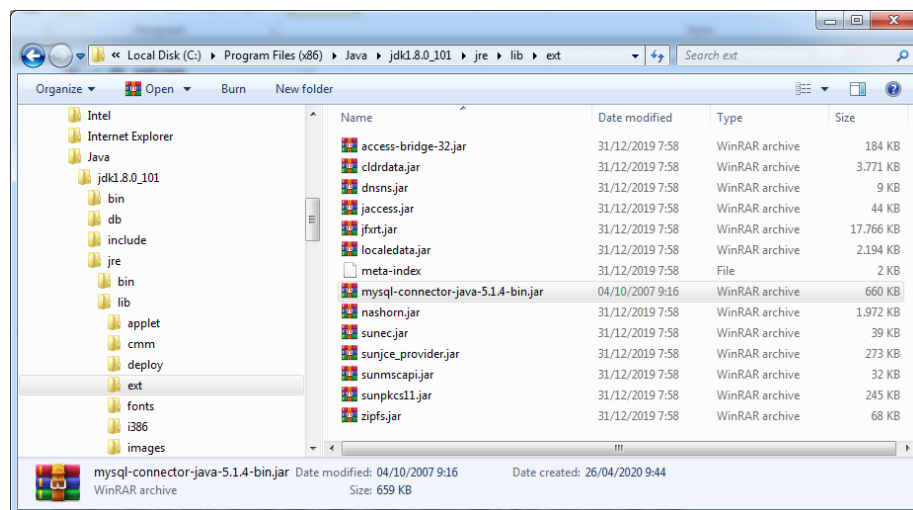 « Local Disk (C:) ▸ Program Files (x86) ▸ Java ▸ jdk1.8.0_101 ▸ jre ▸ lib ▸ ext Search ext
Organize Open Burn New folder
Intel
Internet Explorer
Java
jdk1.8.0_101
bin
db
include
jre
bin
lib
applet
cmm
deploy
ext
fonts
i386
images
Name Date modified Type Size
access-bridge-32.jar 31/12/2019 7:58 WinRAR archive 184 KB
cldrdata.jar 31/12/2019 7:58 WinRAR archive 3.771 KB
dnsns.jar 31/12/2019 7:58 WinRAR archive 9 KB
jaccess.jar 31/12/2019 7:58 WinRAR archive 44 KB
jfxrt.jar 31/12/2019 7:58 WinRAR archive 17.766 KB
localedata.jar 31/12/2019 7:58 WinRAR archive 2.194 KB
meta-index 31/12/2019 7:58 File 2 KB
mysql-connector-java-5.1.4-bin.jar 04/10/2007 9:16 WinRAR archive 660 KB
nashorn.jar 31/12/2019 7:58 WinRAR archive 1.972 KB
sunec.jar 31/12/2019 7:58 WinRAR archive 39 KB
sunjce_provider.jar 31/12/2019 7:58 WinRAR archive 273 KB
sunmscapi.jar 31/12/2019 7:58 WinRAR archive 32 KB
sunpkcs11.jar 31/12/2019 7:58 WinRAR archive 245 KB
zipfs.jar 31/12/2019 7:58 WinRAR archive 68 KB
mysql-connector-java-5.1.4-bin.jar Date modified: 04/10/2007 9:16 Date created: 26/04/2020 9:44
WinRAR archive Size: 659 KB